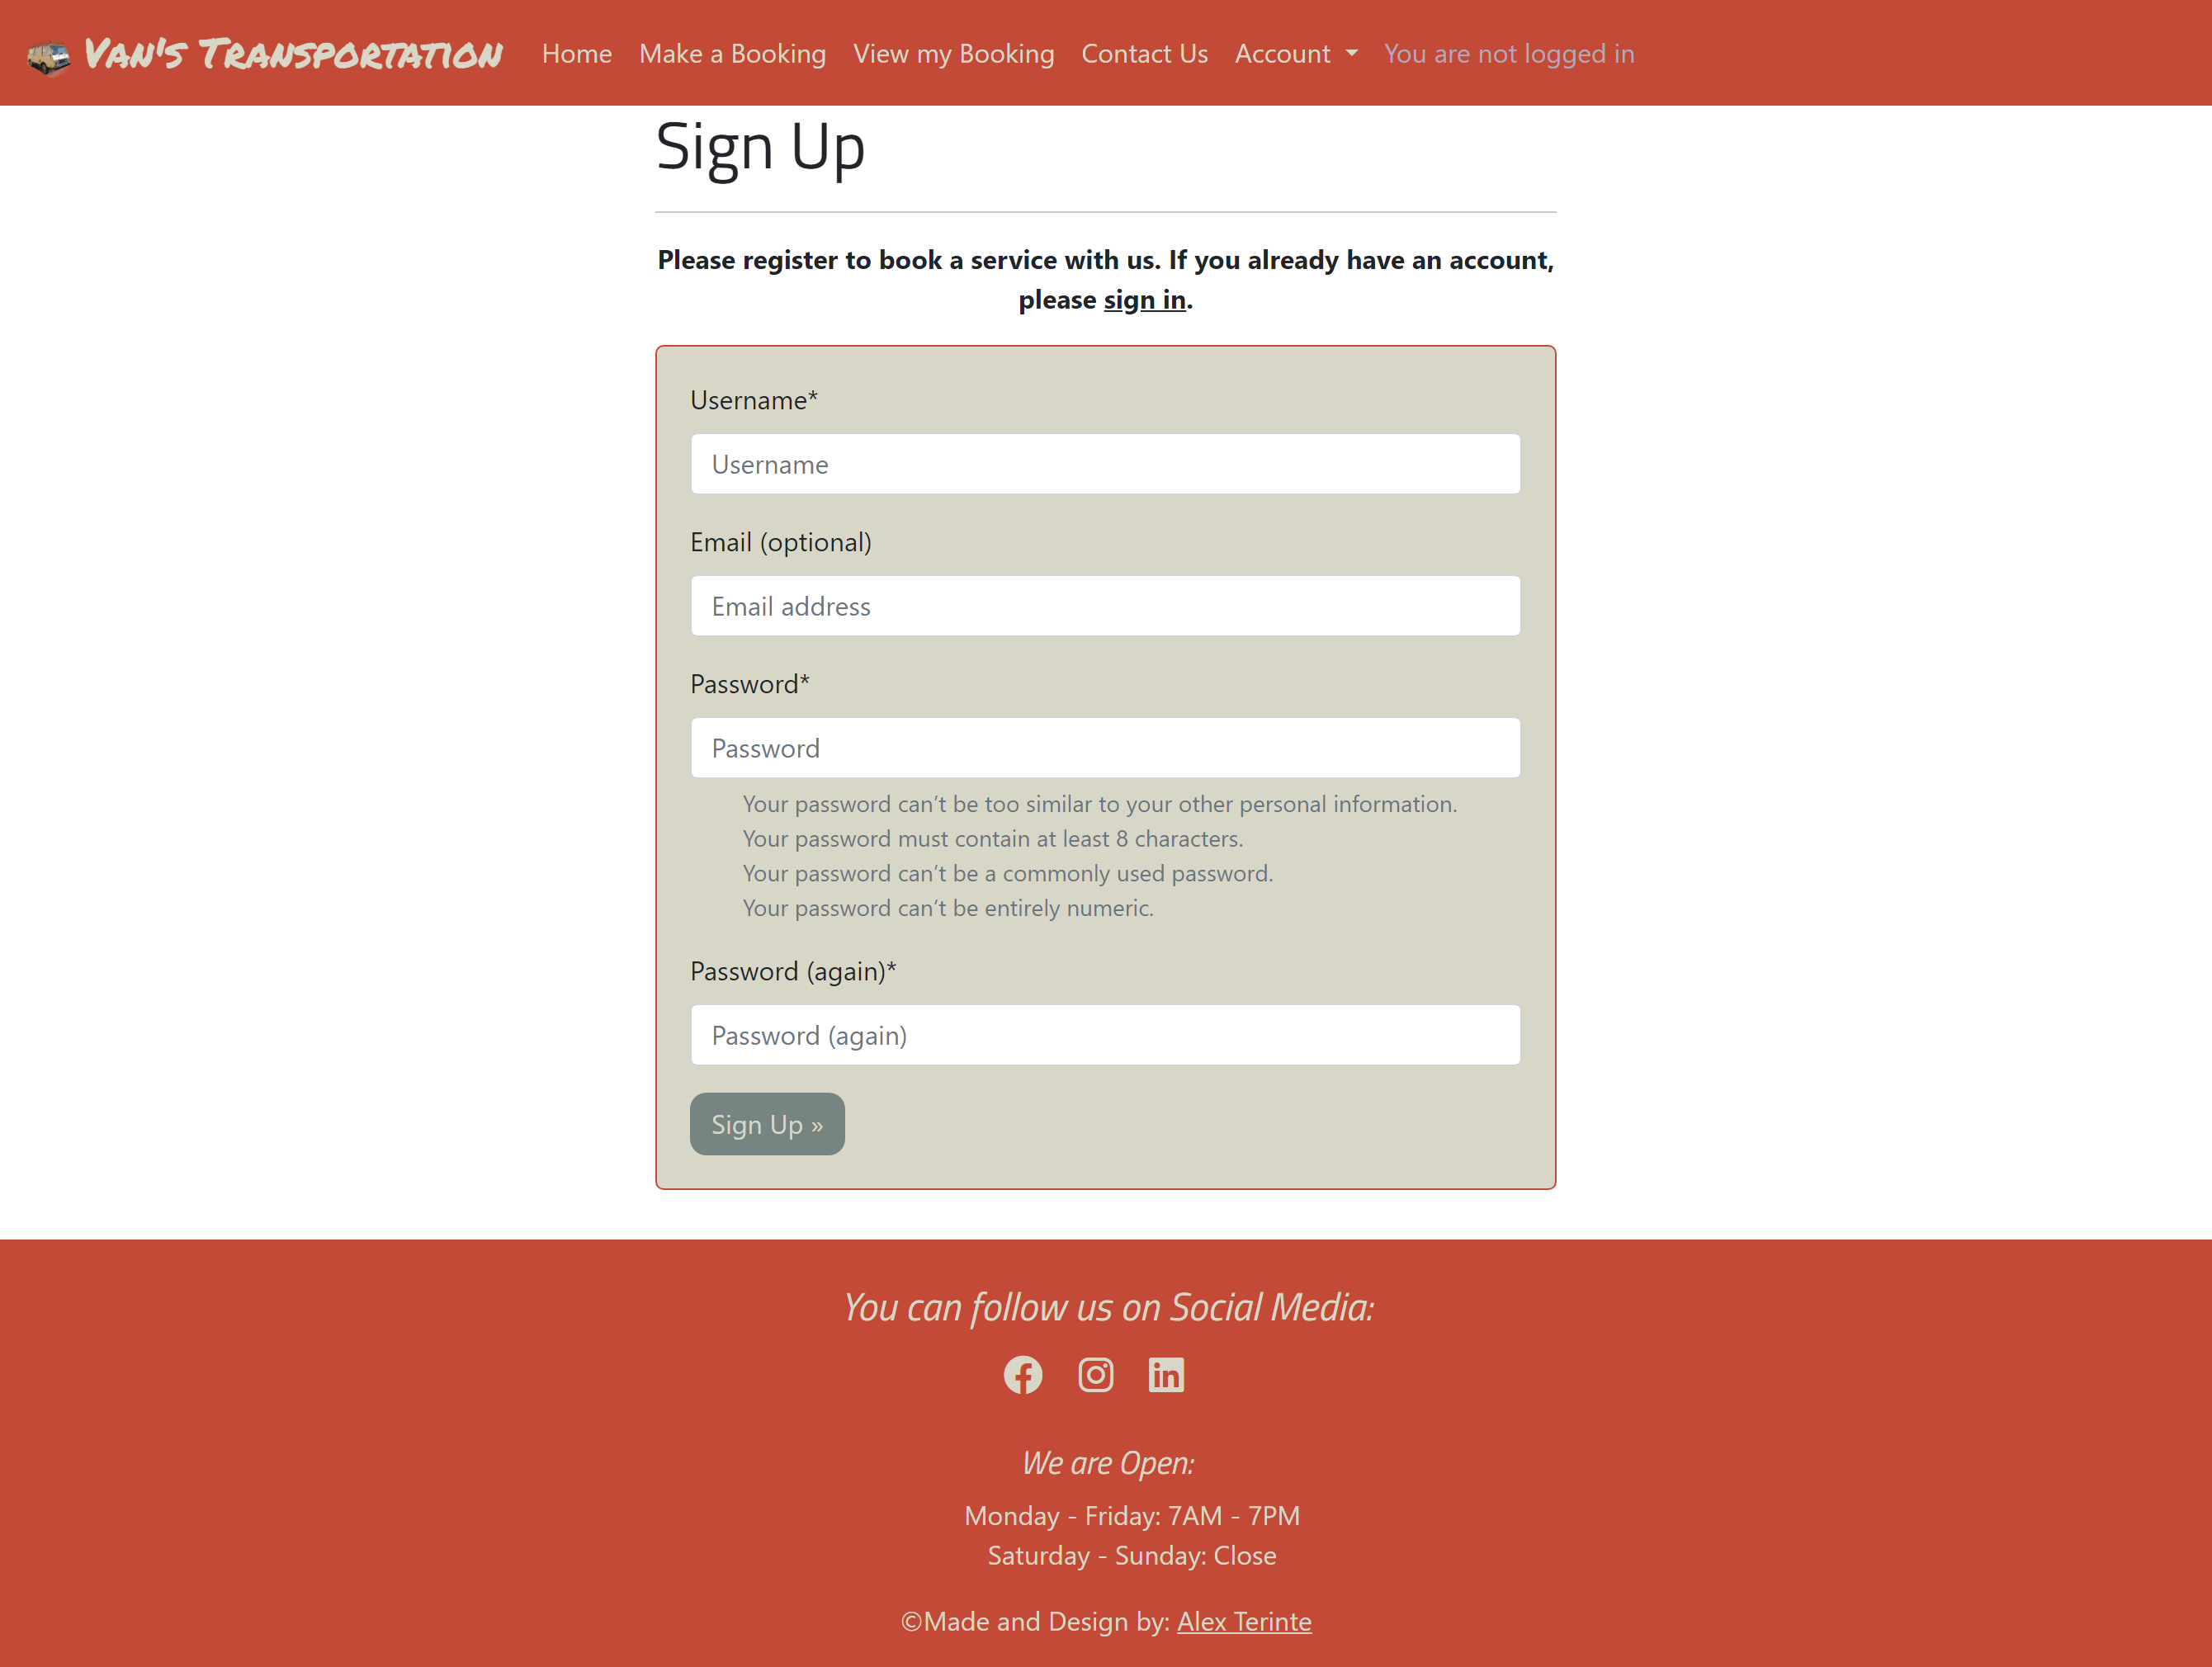 Van's Transportation Home Make a Booking View my Booking Contact Us Account You are not logged in
Sign Up
Please register to book a service with us. If you already have an account,
please sign in.
Username*
Username
Email (optional)
Email address
Password*
Password
Your password can’t be too similar to your other personal information.
Your password must contain at least 8 characters.
Your password can’t be a commonly used password.
Your password can’t be entirely numeric.
Password (again)*
Password (again)
Sign Up »
You can follow us on Social Media:
We are Open:
Monday - Friday: 7AM - 7PM
Saturday - Sunday: Close
©Made and Design by: Alex Terinte